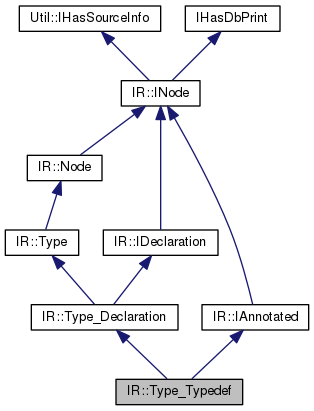 Util::IHasSourceInfo
IHasDbPrint
IR::INode
IR::Node
IR::Type
IR::IDeclaration
IR::Type_Declaration
IR::IAnnotated
IR::Type_Typedef